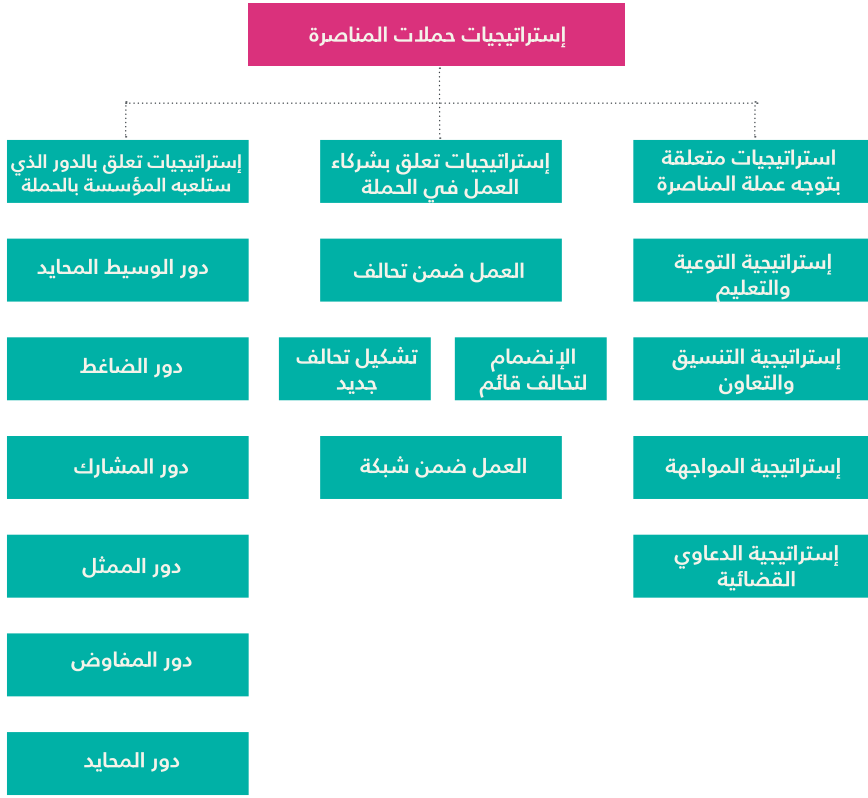 إستراتيجيات حملات المناصرة
استراتيجيات متعلقة
بتوجه عملة المناصرة
إستراتيجية التوعية
والتعليم
إستراتيجية التنسيق
والتعاون
إستراتيجية المواجهة
إستراتيجية الدعاوي
القضائية
إستراتيجيات تعلق بشركاء
العمل في الحملة
العمل ضمن تحالف
الإنضمام
لتحالف قائم
تشكيل تحالف
جديد
العمل ضمن شبكة
إستراتيجيات تعلق بالدور الذي
ستلعبه المؤسسة بالحملة
دور الوسيط المحايد
دور الضاغط
دور المشارك
دور الممثل
دور المفاوض
دور المحايد